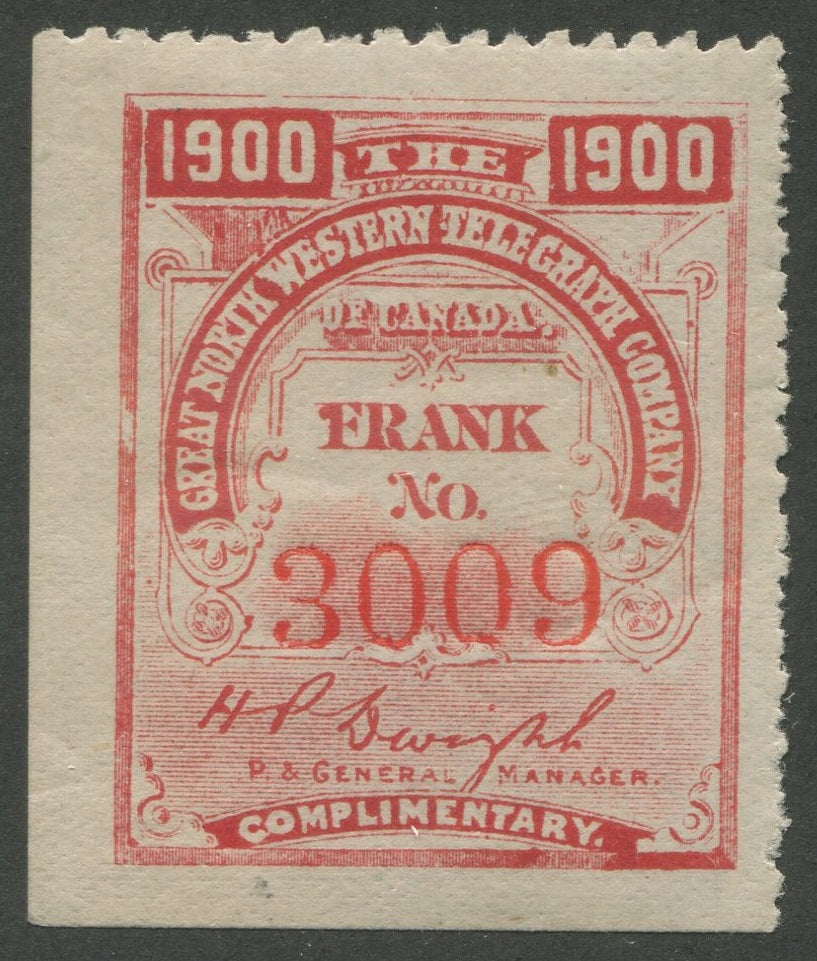 1900 THE 1900
GREAT NORTH WESTERN TELEGRAPH COMPANY
OF CANADA.
FRANK
NO.
3009
H P Dwight
P. & GENERAL MANAGER.
COMPLIMENTARY.